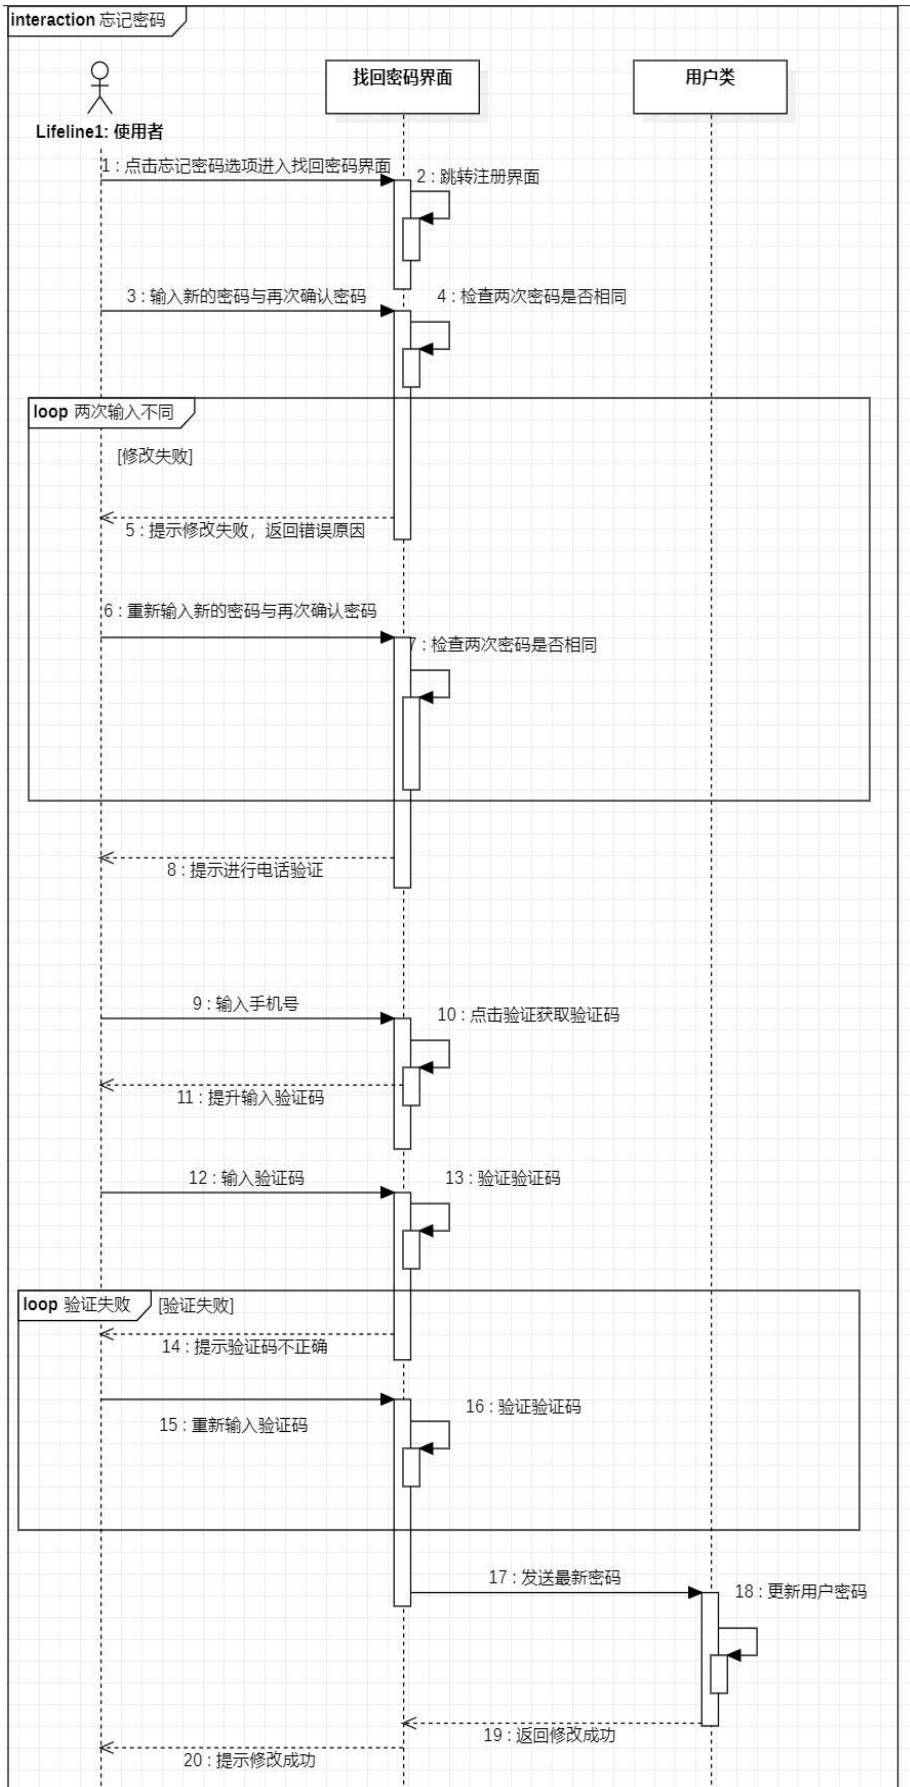 interaction 忘记密码
找回密码界面
用户类
Lifeline1: 使用者
1 : 点击忘记密码选项进入找回密码界面
2 : 跳转注册界面
3 : 输入新的密码与再次确认密码
4 : 检查两次密码是否相同
loop 两次输入不同
[修改失败]
5 : 提示修改失败，返回错误原因
6 : 重新输入新的密码与再次确认密码
7 : 检查两次密码是否相同
8 : 提示进行电话验证
9 : 输入手机号
10 : 点击验证获取验证码
11 : 提升输入验证码
12 : 输入验证码
13 : 验证验证码
loop 验证失败
[验证失败]
14 : 提示验证码不正确
15 : 重新输入验证码
16 : 验证验证码
17 : 发送最新密码
18 : 更新用户密码
19 : 返回修改成功
20 : 提示修改成功